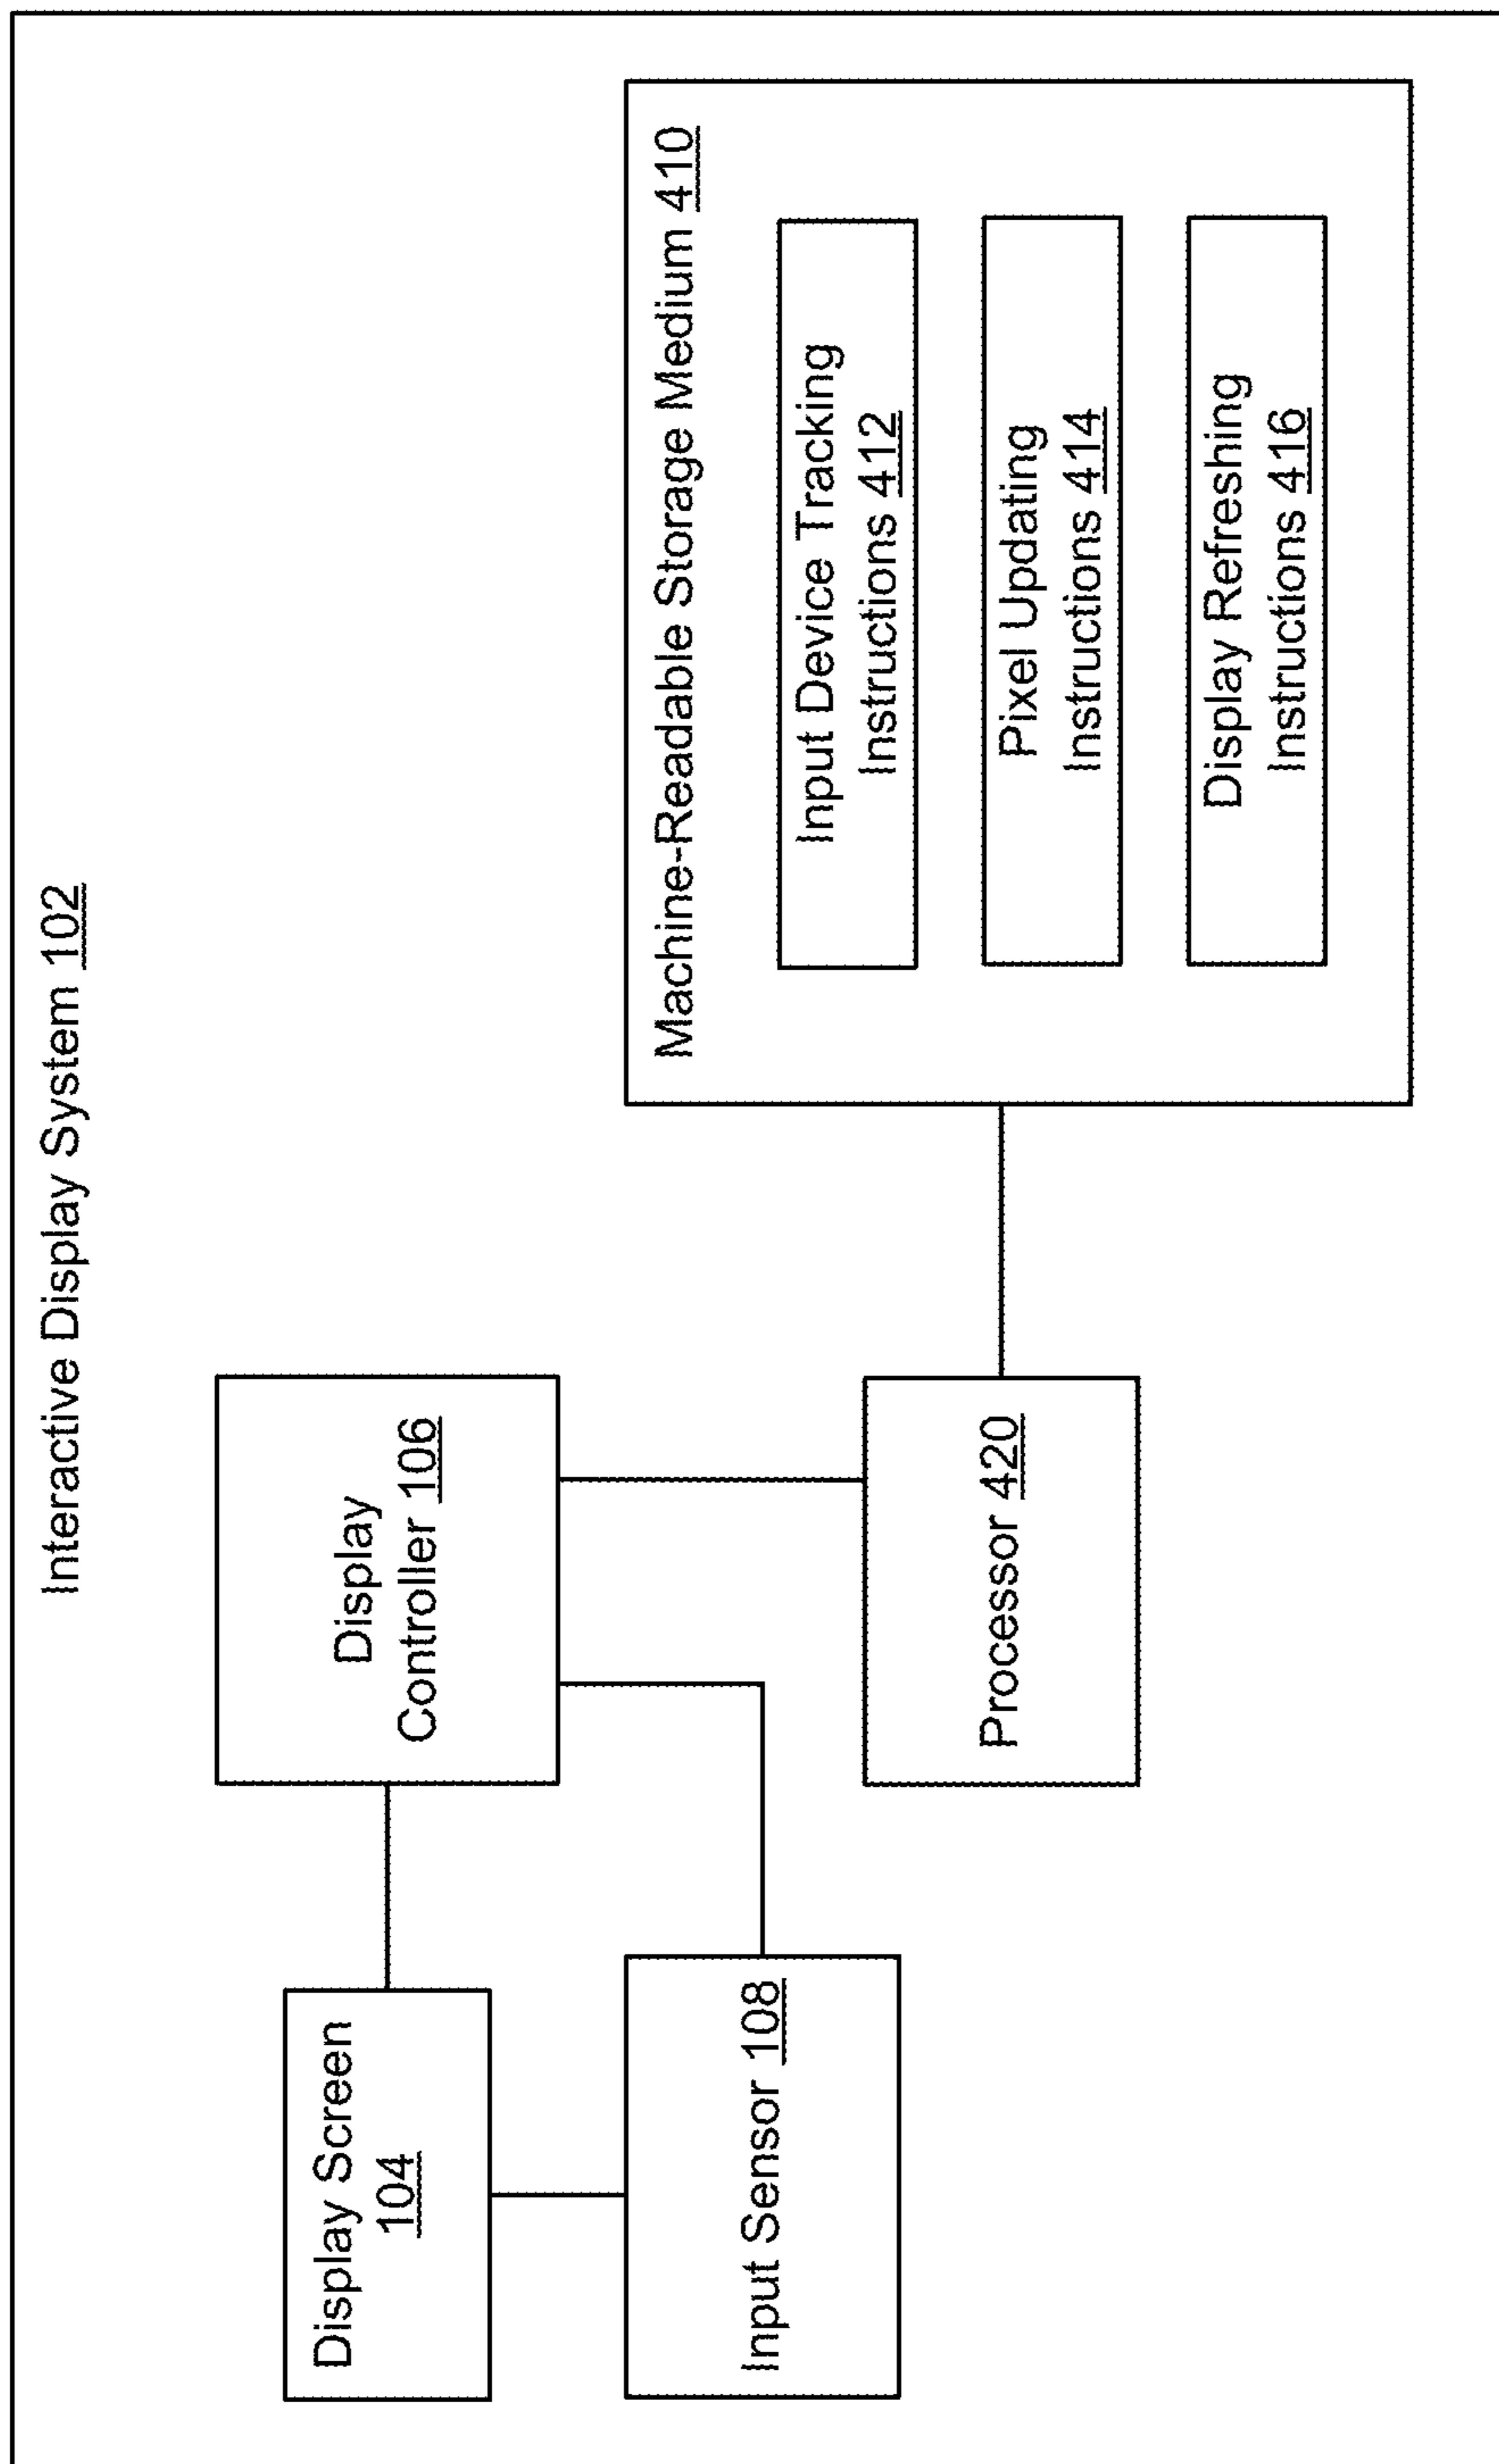 Interactive Display System 102
Display Screen
104
Display
Controller 106
Input Sensor 108
Processor 420
Machine-Readable Storage Medium 410
Input Device Tracking
Instructions 412
Pixel Updating
Instructions 414
Display Refreshing
Instructions 416